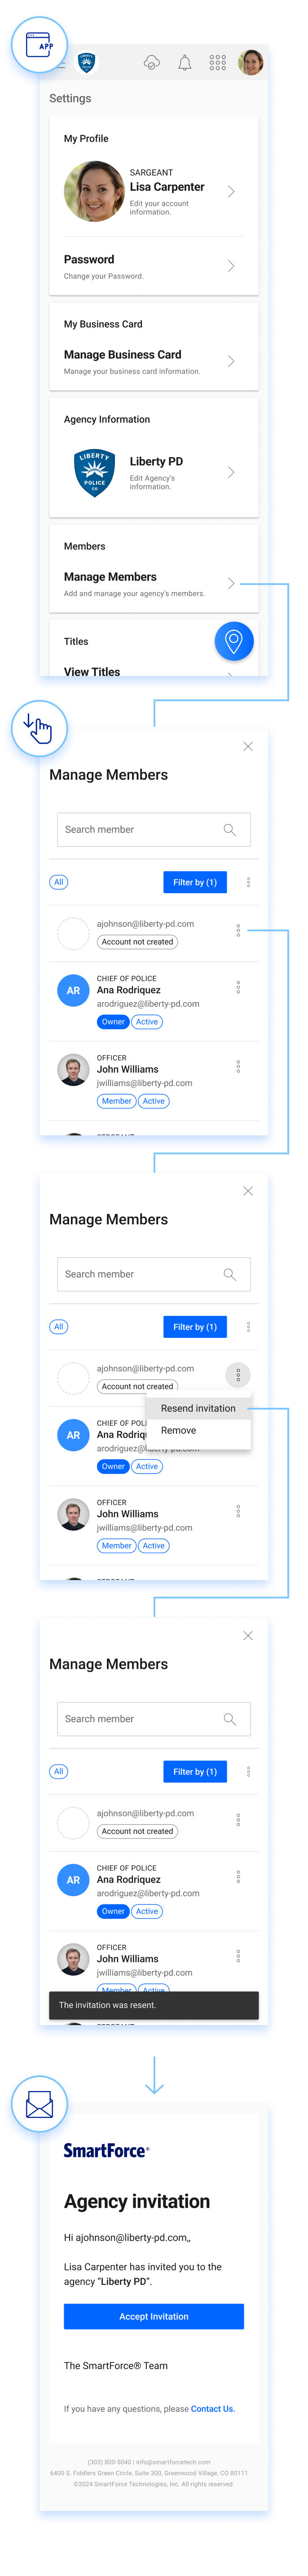 APP
LIBERTY
POLICE
CO
Settings
My Profile
SARGEANT
Lisa Carpenter
Edit your account
information.
Password
Change your Password.
My Business Card
Manage Business Card
Manage your business card information.
Agency Information
LIBERTY
POLICE
CO
Liberty PD
Edit Agency's
information.
Members
Manage Members
Add and manage your agency's members.
Titles
View Titles
Manage Members
Search member
All
Filter by (1)
ajohnson@liberty-pd.com
Account not created
AR
CHIEF OF POLICE
Ana Rodriquez
arodriguez@liberty-pd.com
Owner Active
OFFICER
John Williams
jwilliams@liberty-pd.com
Member Active
Manage Members
Search member
All
Filter by (1)
ajohnson@liberty-pd.com
Account not created
Resend invitation
Remove
AR
CHIEF OF POL
Ana Rodriq
arodriguez@liberty-pd.com
Owner Active
OFFICER
John Williams
jwilliams@liberty-pd.com
Member Active
Manage Members
Search member
All
Filter by (1)
ajohnson@liberty-pd.com
Account not created
AR
CHIEF OF POLICE
Ana Rodriquez
arodriguez@liberty-pd.com
Owner Active
OFFICER
John Williams
jwilliams@liberty-pd.com
Member Active
The invitation was resent.
SmartForce®
Agency invitation
Hi ajohnson@liberty-pd.com,,
Lisa Carpenter has invited you to the
agency "Liberty PD".
Accept Invitation
The SmartForce® Team
If you have any questions, please Contact Us.
(303) 800-5040 | info@smartforcetech.com
6400 S. Fiddlers Green Circle, Suite 300, Greenwood Village, CO 80111
©2024 SmartForce Technologies, Inc. All rights reserved.